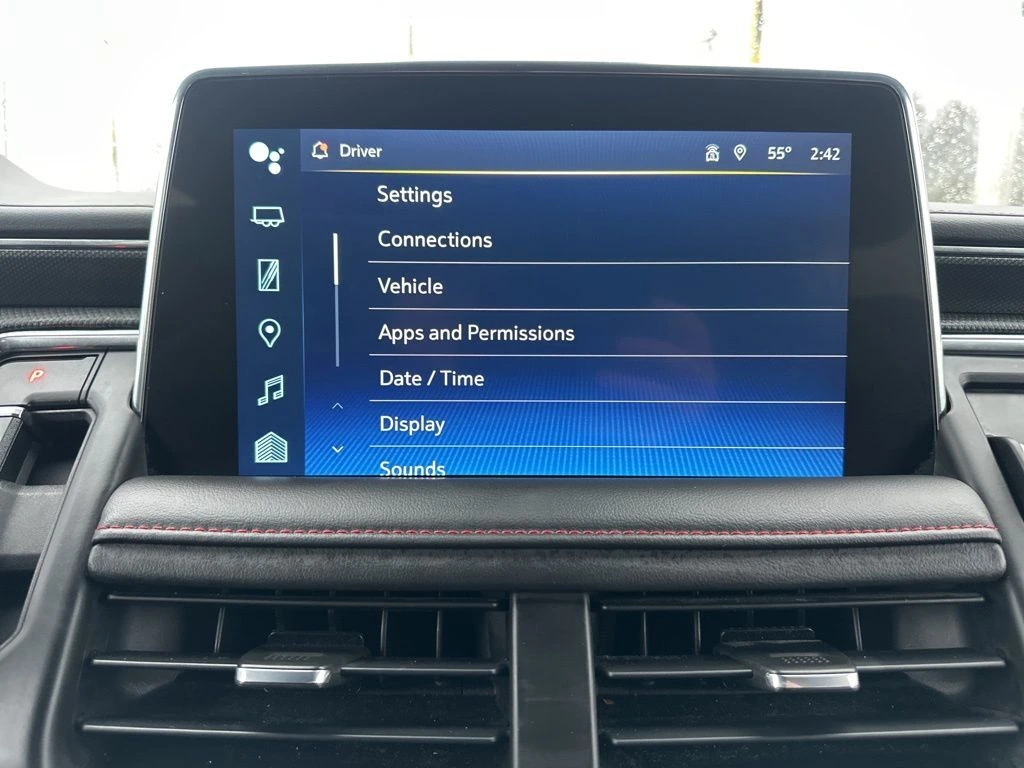 Driver 55° 2:42
Settings
Connections
Vehicle
Apps and Permissions
P
Date / Time
Display
Sounds